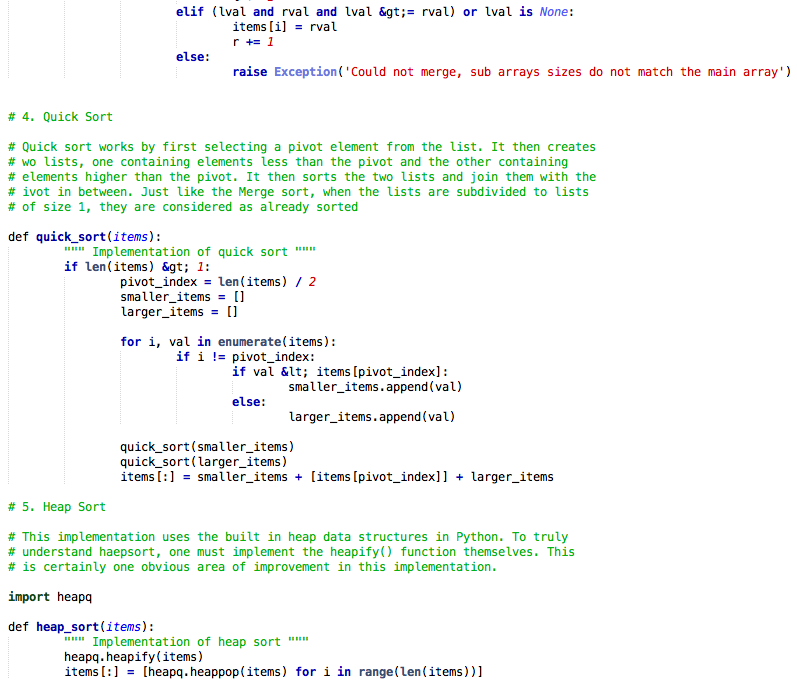 elif (lval and rval and lval &gt;= rval) or lval is None:
items[i] = rval
r += 1
else:
raise Exception('Could not merge, sub arrays sizes do not match the main array')
# 4. Quick Sort
# Quick sort works by first selecting a pivot element from the list. It then creates
# wo lists, one containing elements less than the pivot and the other containing
# elements higher than the pivot. It then sorts the two lists and join them with the
# ivot in between. Just like the Merge sort, when the lists are subdivided to lists
# of size 1, they are considered as already sorted
def quick_sort(items):
""" Implementation of quick sort """
if len(items) &gt; 1:
pivot_index = len(items) / 2
smaller_items = []
larger_items = []
for i, val in enumerate(items):
if i != pivot_index:
if val &lt; items[pivot_index]:
smaller_items.append(val)
else:
larger_items.append(val)
quick_sort(smaller_items)
quick_sort(larger_items)
items[:] = smaller_items + [items[pivot_index]] + larger_items
# 5. Heap Sort
# This implementation uses the built in heap data structures in Python. To truly
# understand haepsort, one must implement the heapify() function themselves. This
# is certainly one obvious area of improvement in this implementation.
import heapq
def heap_sort(items):
""" Implementation of heap sort """
heapq.heapify(items)
items[:] = [heapq.heappop(items) for i in range(len(items))]